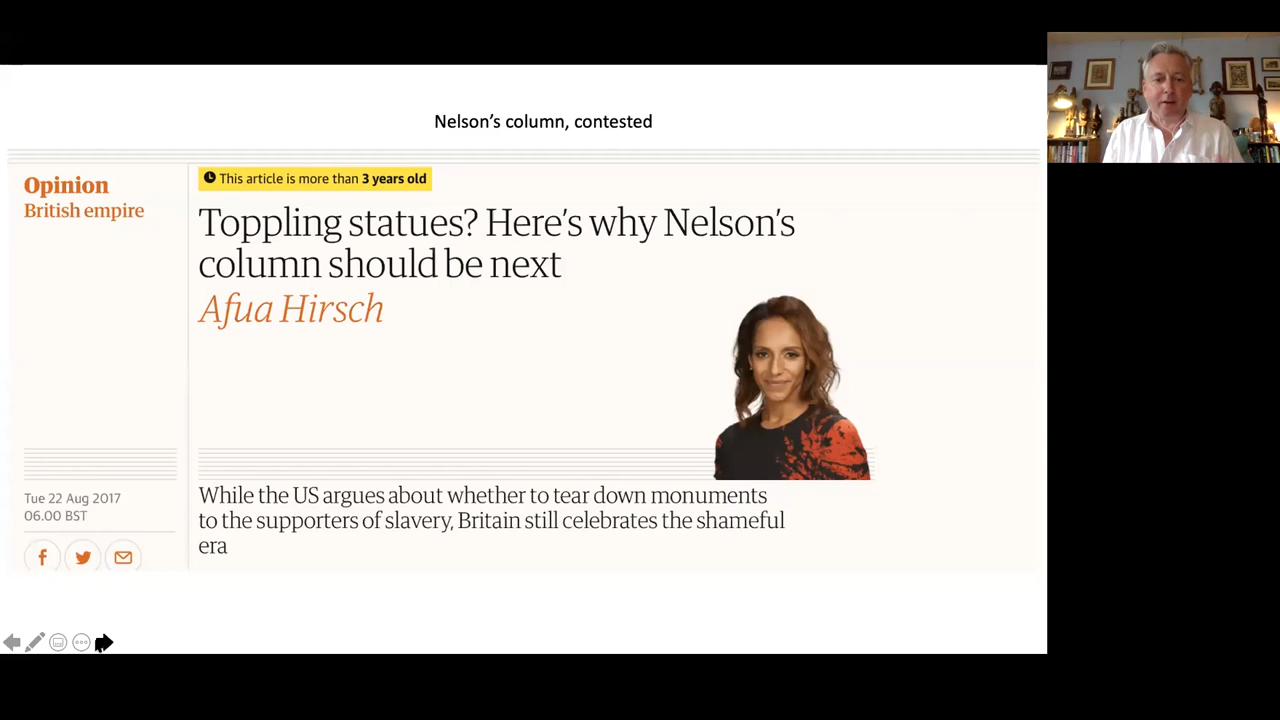 Nelson’s column, contested
Opinion
British empire
This article is more than 3 years old
Toppling statues? Here’s why Nelson’s
column should be next
Afua Hirsch
Tue 22 Aug 2017
06.00 BST
While the US argues about whether to tear down monuments
to the supporters of slavery, Britain still celebrates the shameful
era